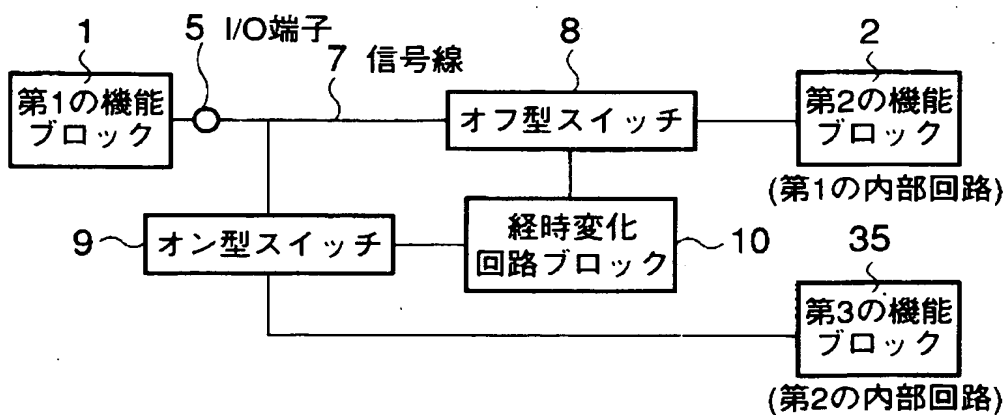 1
5 I/O端子
7 信号線
8
2
第1の機能
ブロック
オフ型スイッチ
第2の機能
ブロック
(第1の内部回路)
9
オン型スイッチ
経時変化
回路ブロック
10
35
第3の機能
ブロック
(第2の内部回路)